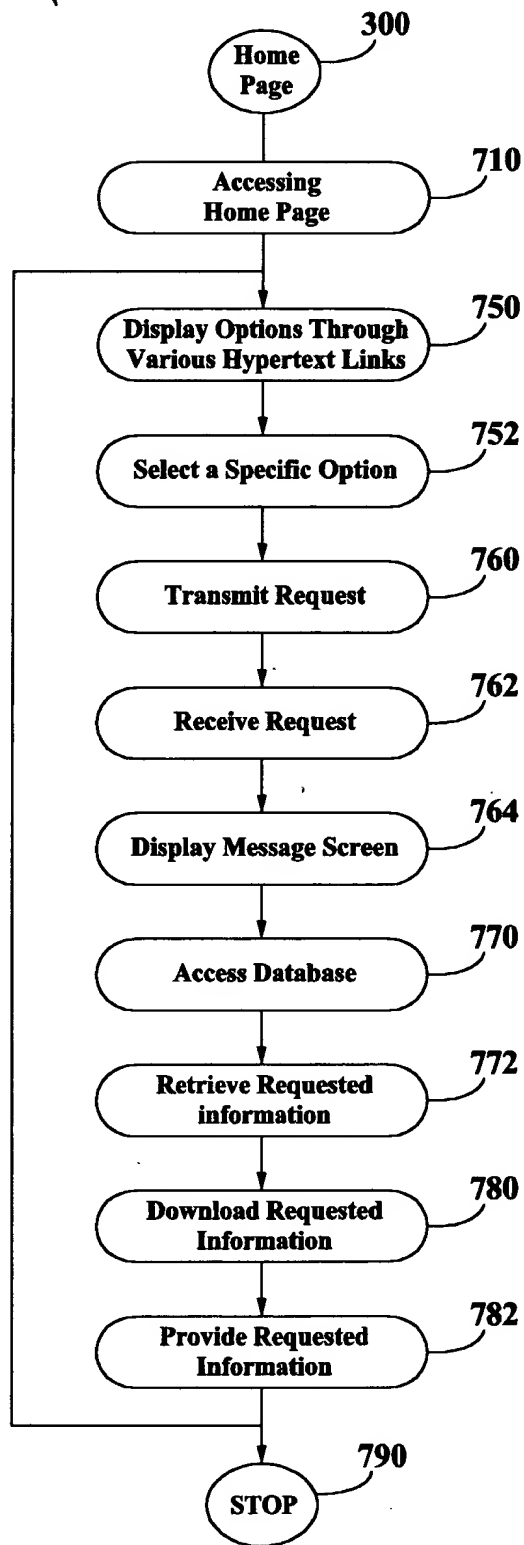 300
Home
Page
710
Accessing
Home Page
750
Display Options Through
Various Hypertext Links
752
Select a Specific Option
760
Transmit Request
762
Receive Request
764
Display Message Screen
770
Access Database
772
Retrieve Requested
information
780
Download Requested
Information
782
Provide Requested
Information
790
STOP